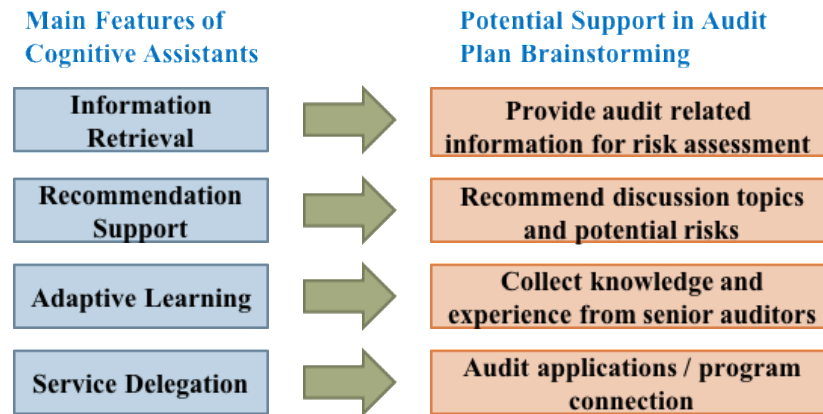 Main Features of
Cognitive Assistants
Potential Support in Audit
Plan Brainstorming
Information
Retrieval
Provide audit related
information for risk assessment
Recommendation
Support
Recommend discussion topics
and potential risks
Adaptive Learning
Collect knowledge and
experience from senior auditors
Service Delegation
Audit applications / program
connection